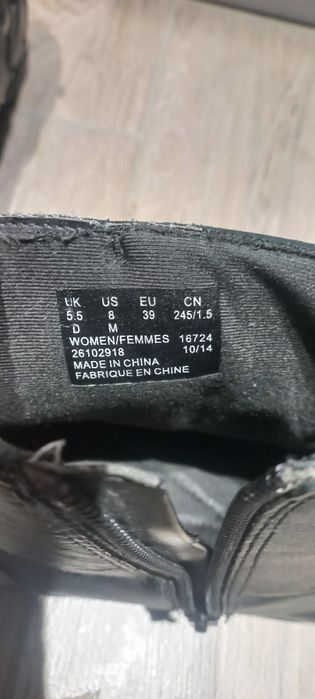 UK US EU CN
5.5 8 39 245/1.5
D M
WOMEN/FEMMES 16724
26102918 10/14
MADE IN CHINA
FABRIQUE EN CHINE